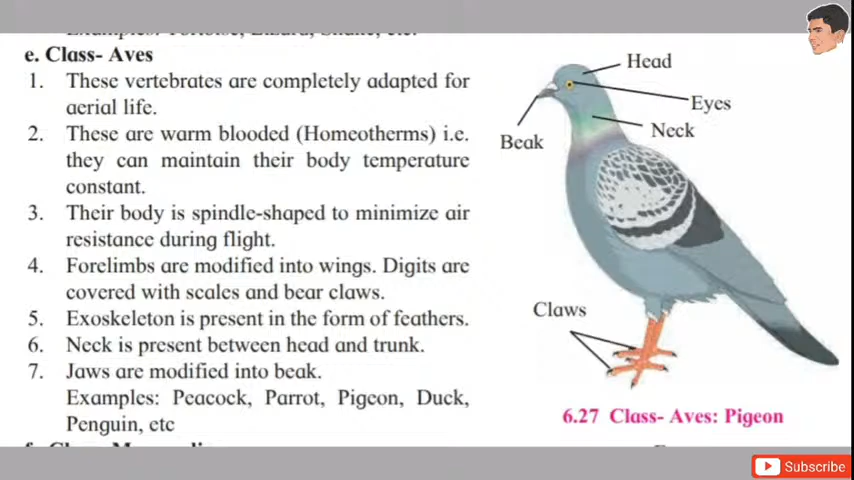 e. Class- Aves
1. These vertebrates are completely adapted for
aerial life.
2. These are warm blooded (Homeotherms) i.e.
they can maintain their body temperature
constant.
3. Their body is spindle-shaped to minimize air
resistance during flight.
4. Forelimbs are modified into wings. Digits are
covered with scales and bear claws.
5. Exoskeleton is present in the form of feathers.
6. Neck is present between head and trunk.
7. Jaws are modified into beak.
Examples: Peacock, Parrot, Pigeon, Duck,
Penguin, etc
Head
Eyes
Neck
Beak
Claws
6.27 Class- Aves: Pigeon
Subscribe